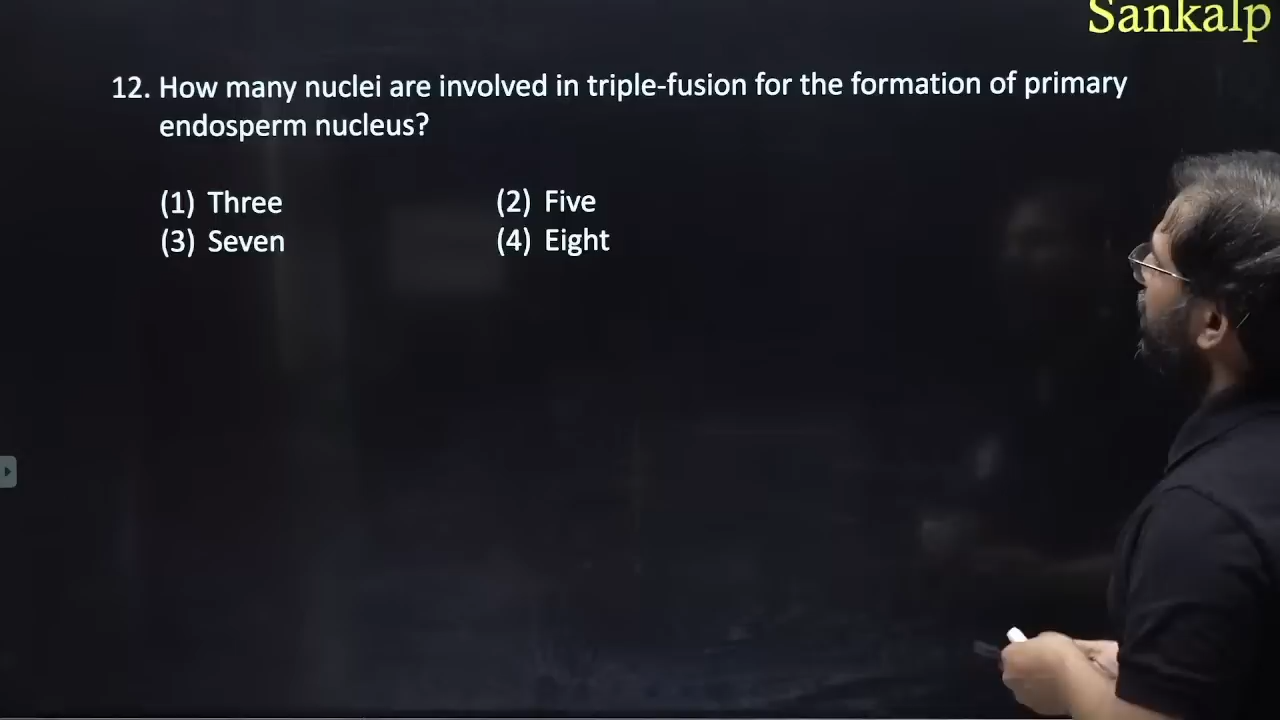 Sankalp
12. How many nuclei are involved in triple-fusion for the formation of primary
endosperm nucleus?
(1) Three (2) Five
(3) Seven (4) Eight